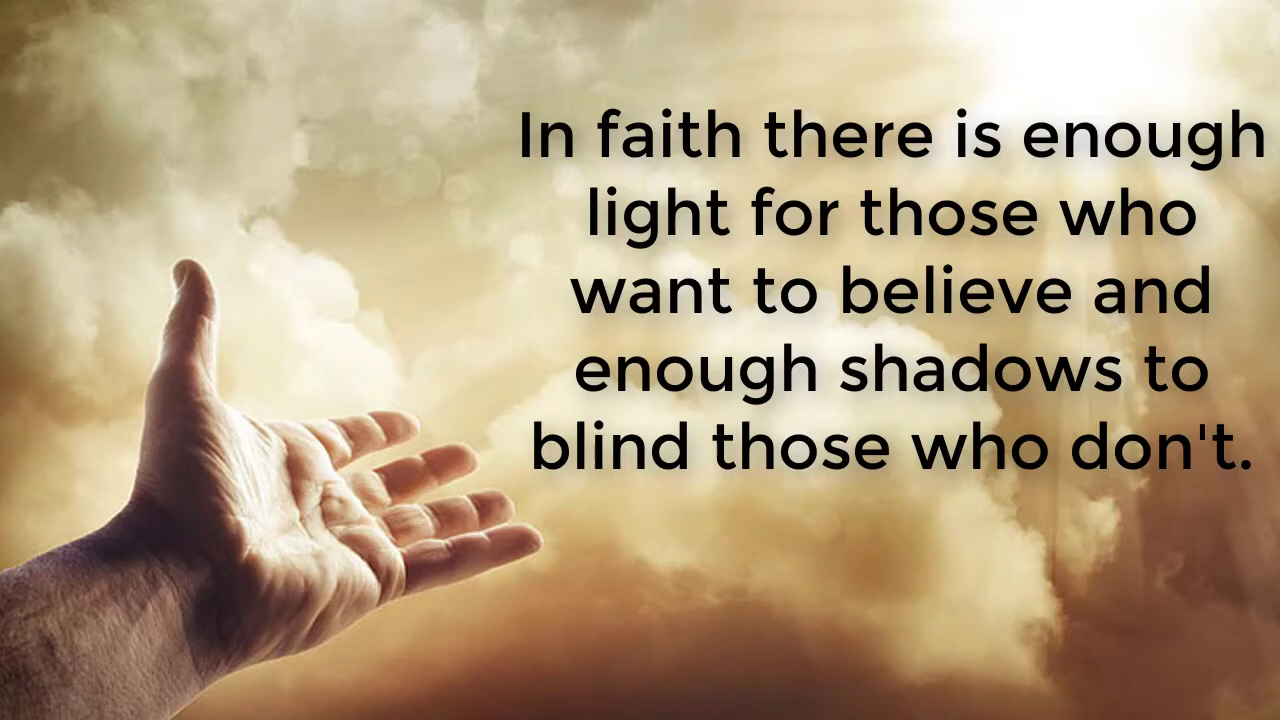 In faith there is enough
light for those who
want to believe and
enough shadows to
blind those who don't.